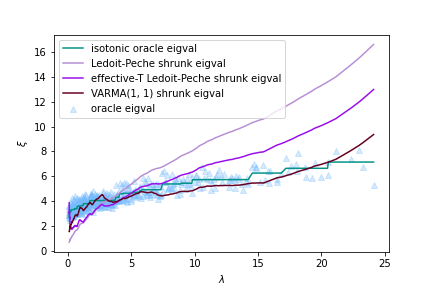 16
14
12
10
8
6
4
2
0
ξ
isotonic oracle eigval
Ledoit-Peche shrunk eigval
effective-T Ledoit-Peche shrunk eigval
VARMA(1, 1) shrunk eigval
oracle eigval
0 5 10 15 20 25
λ